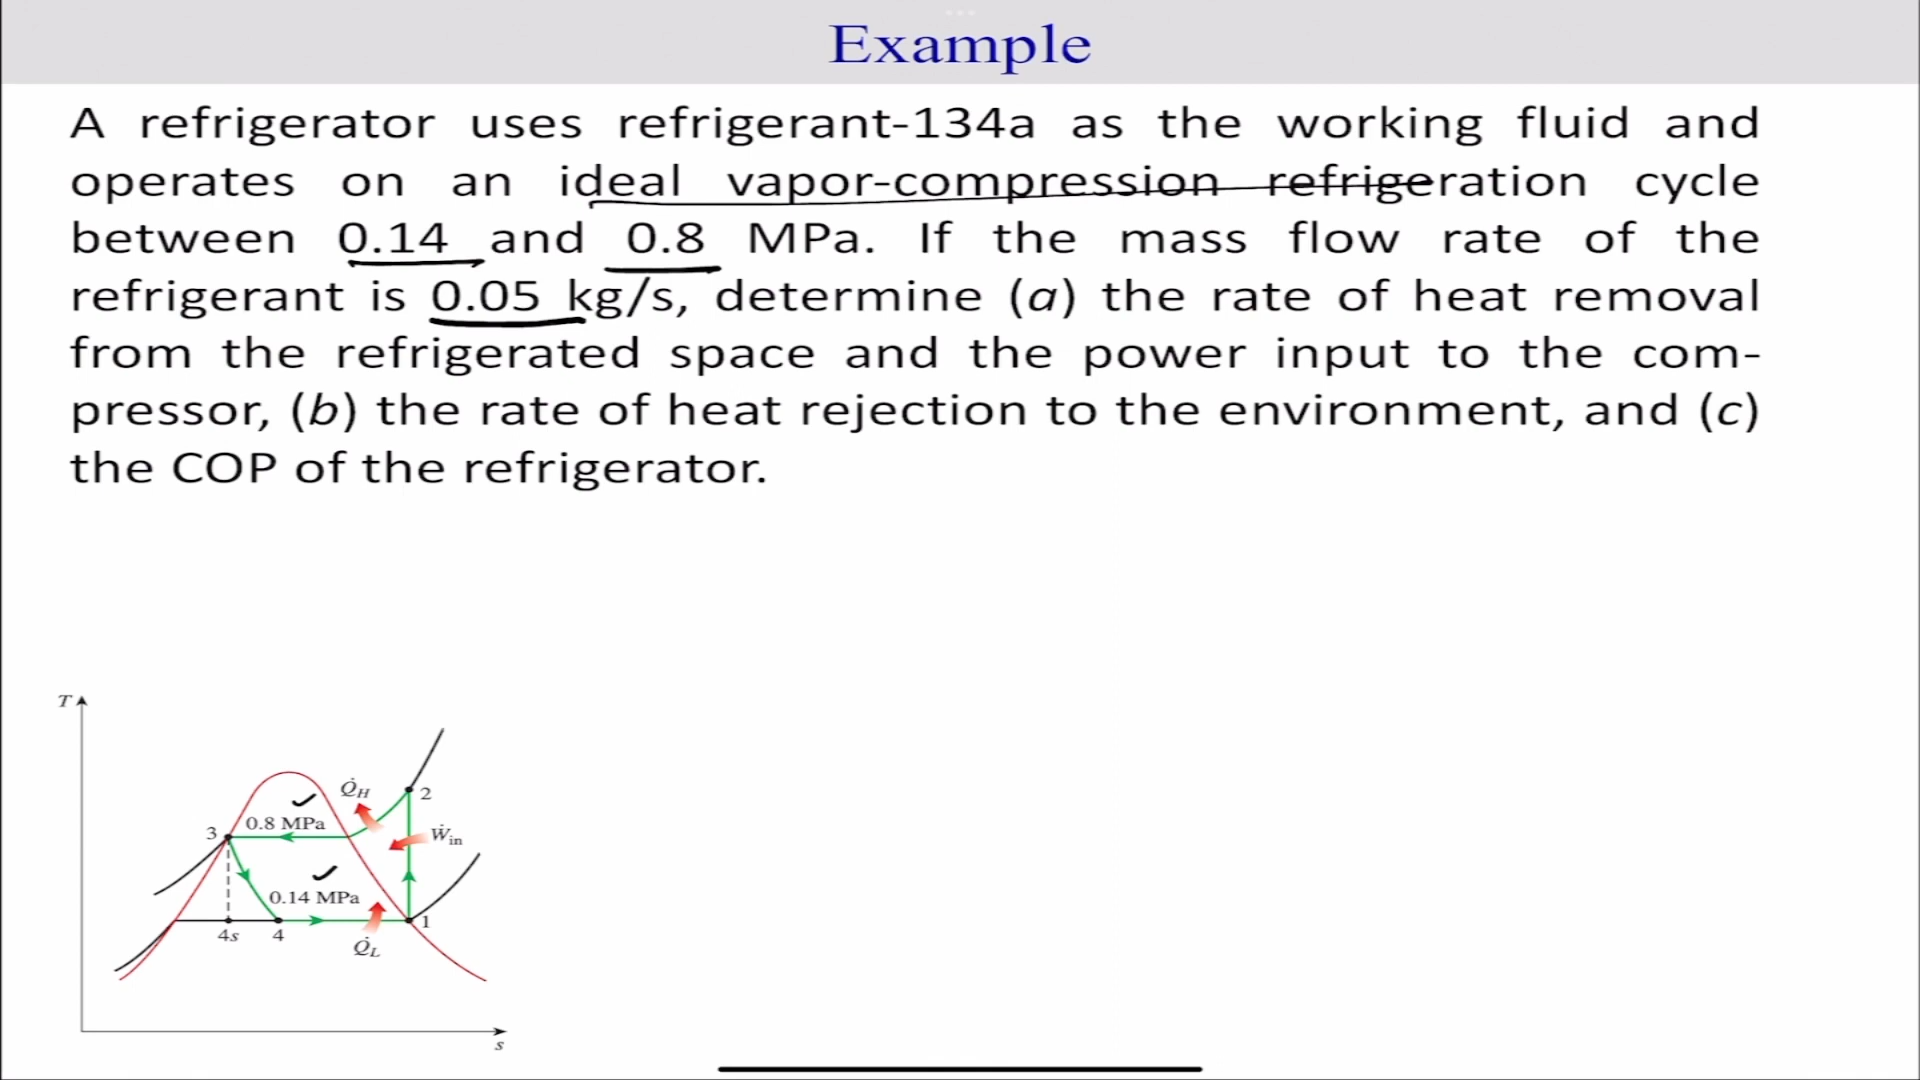 Example
A refrigerator uses refrigerant-134a as the working fluid and
operates on an ideal vapor-compression refrigeration cycle
between 0.14 and 0.8 MPa. If the mass flow rate of the
refrigerant is 0.05 kg/s, determine (a) the rate of heat removal
from the refrigerated space and the power input to the com-
pressor, (b) the rate of heat rejection to the environment, and (c)
the COP of the refrigerator.
T
Q̇H
2
3
0.8 MPa
Ẇin
0.14 MPa
1
4s
4
Q̇L
s